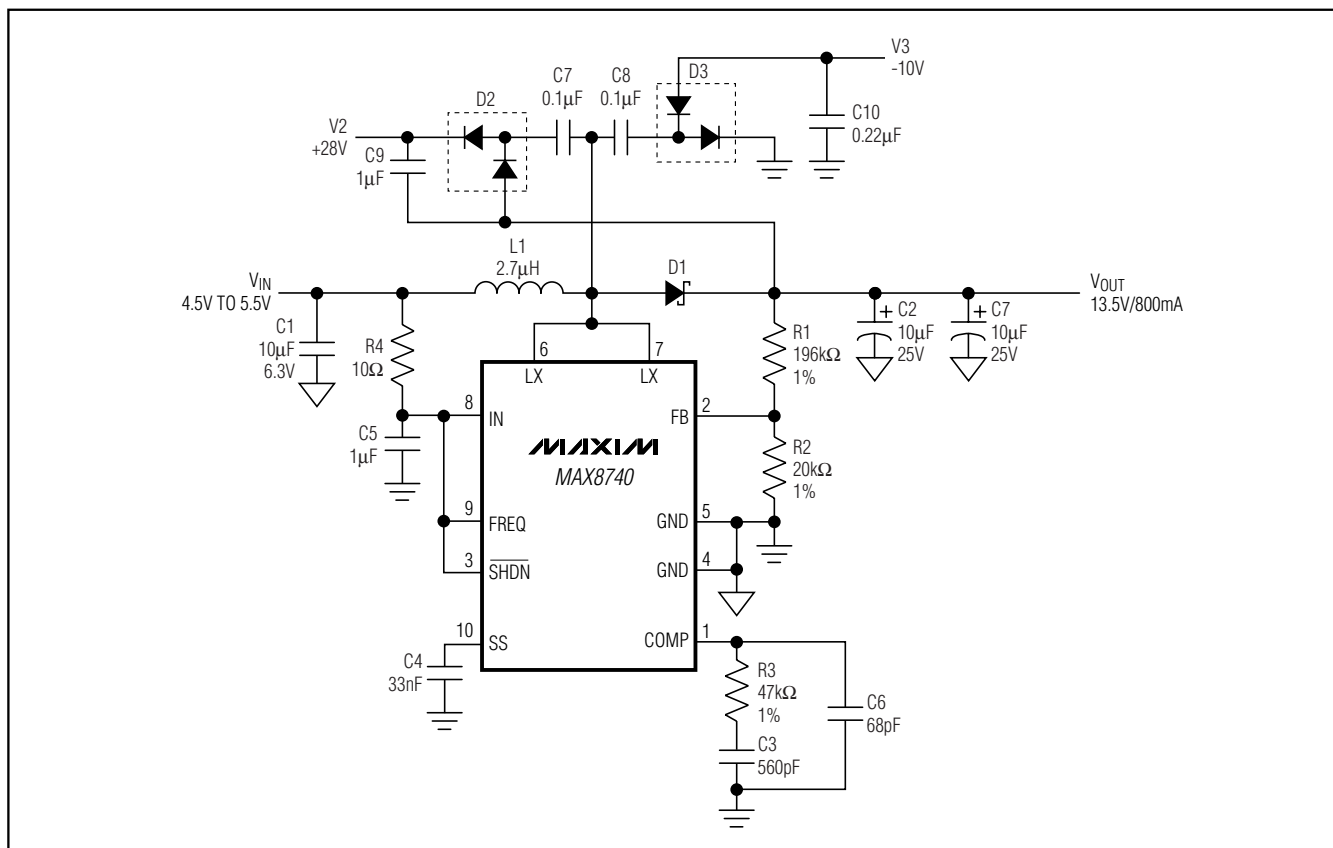 V3
-10V
D3
C7
0.1µF
C8
0.1µF
D2
C10
0.22µF
V2
+28V
C9
1µF
L1
2.7µH
D1
VIN
4.5V TO 5.5V
VOUT
13.5V/800mA
C1
10µF
6.3V
R4
10Ω
C2
10µF
25V
C7
10µF
25V
R1
196kΩ
1%
6
7
LX
LX
8
IN
2
FB
C5
1µF
MAXIM
MAX8740
R2
20kΩ
1%
9
FREQ
5
GND
3
SHDN
4
GND
10
SS
1
COMP
C4
33nF
R3
47kΩ
1%
C6
68pF
C3
560pF
+
+